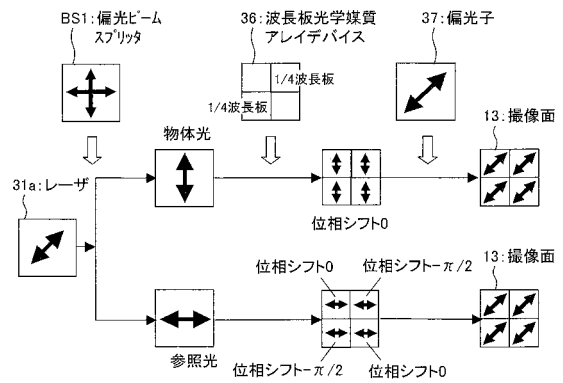 BS1:偏光ビーム
スプリッタ
36:波長板光学媒質
アレイデバイス
37:偏光子
1/4波長板
1/4波長板
13:撮像面
物体光
31a:レーザ
位相シフト0
位相シフト0
位相シフト-π/2
13:撮像面
参照光
位相シフト-π/2
位相シフト0